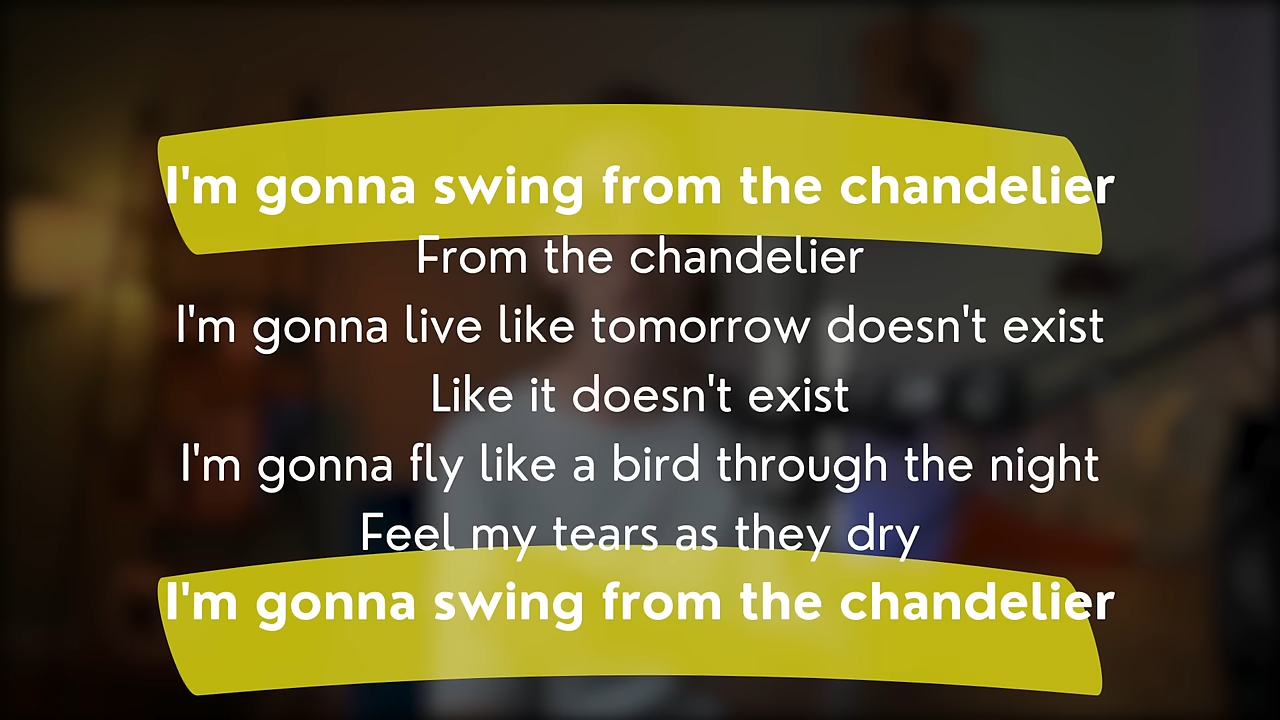 I'm gonna swing from the chandelier
From the chandelier
I'm gonna live like tomorrow doesn't exist
Like it doesn't exist
I'm gonna fly like a bird through the night
Feel my tears as they dry
I'm gonna swing from the chandelier